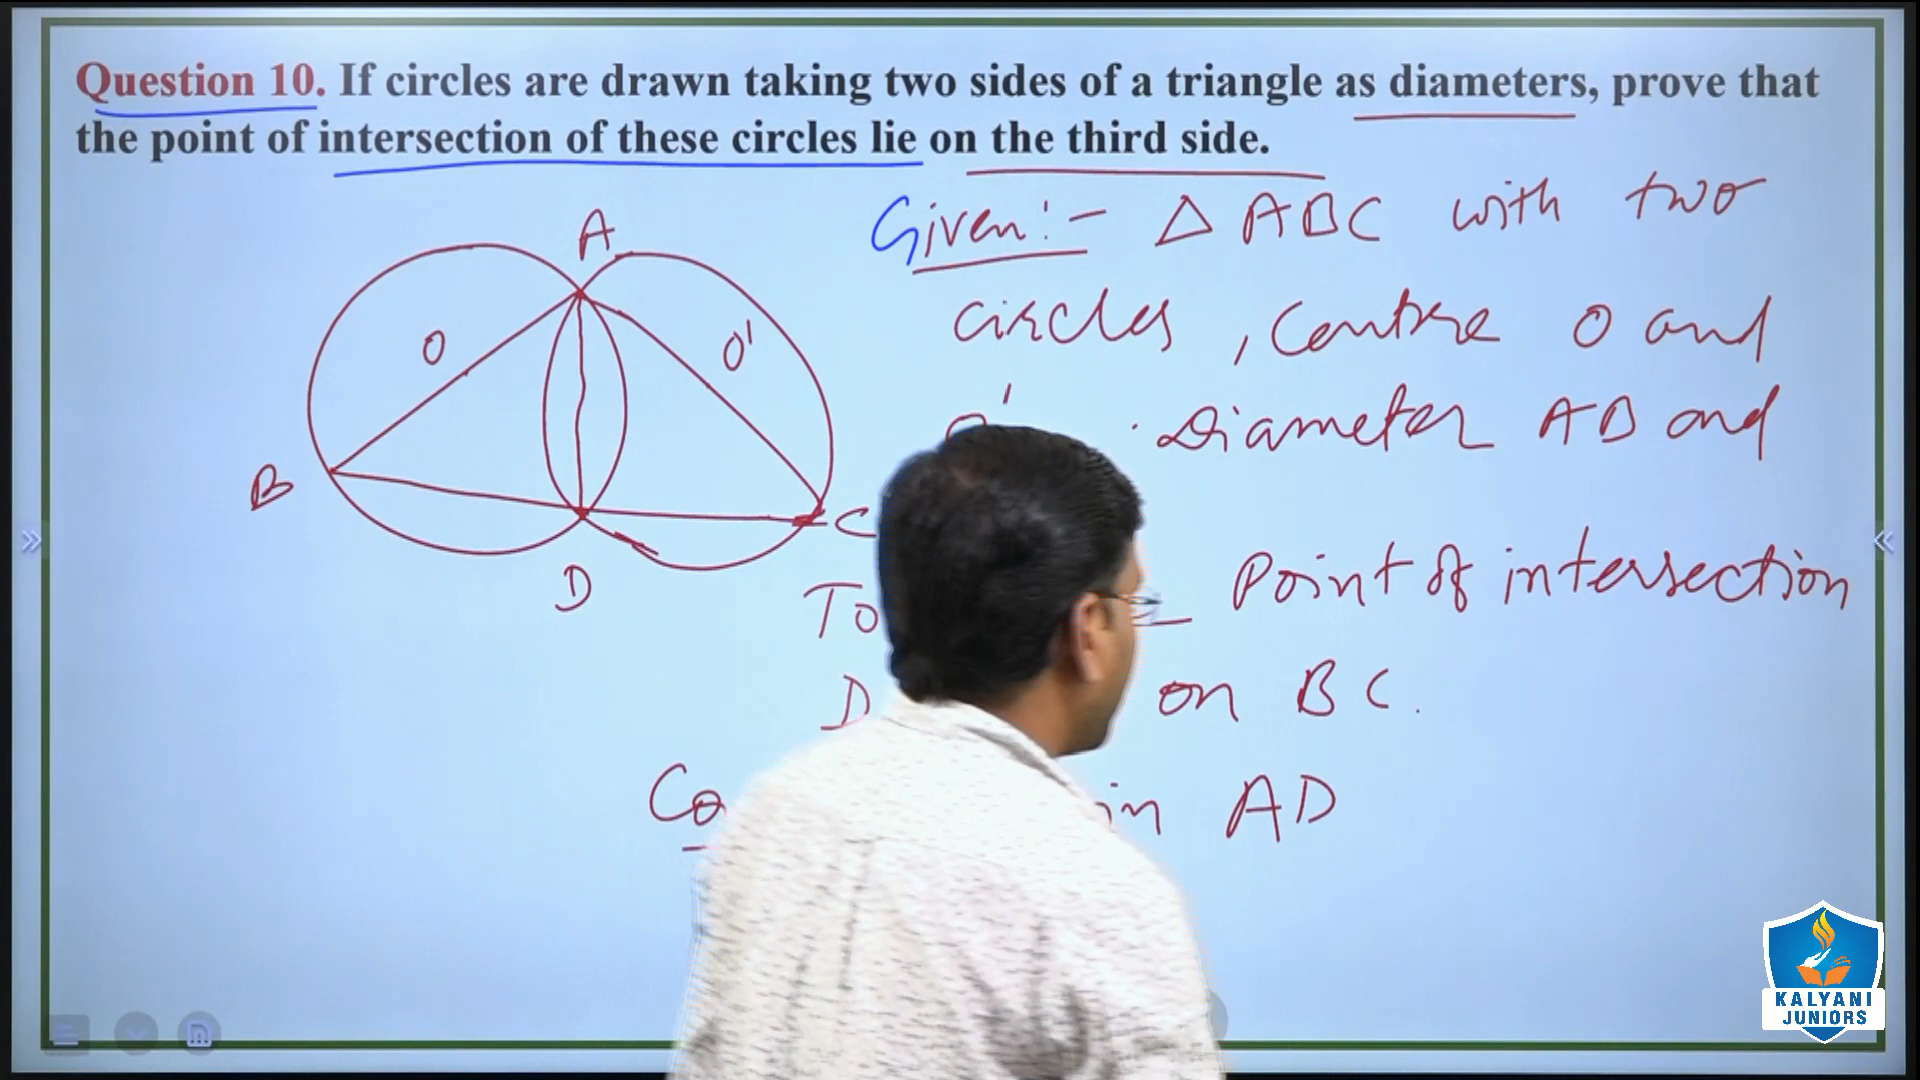 Question 10. If circles are drawn taking two sides of a triangle as diameters, prove that
the point of intersection of these circles lie on the third side.
Given:- △ ABC with two
circles, Centre O and
O' Diameter AB and
A
O
O'
B
C
D
To Point of intersection
D on BC.
in AD
KALYANI
JUNIORS